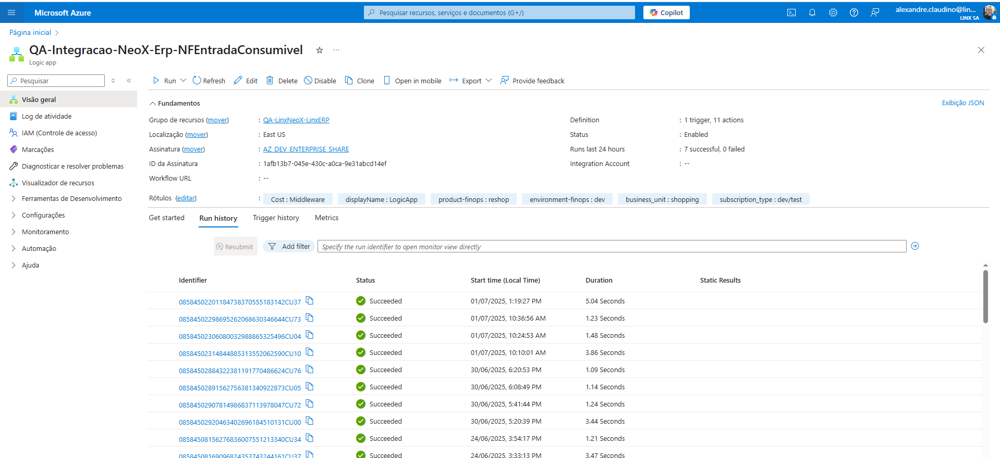 Microsoft Azure
Pesquisar recursos, serviços e documentos (G+/)
Copilot
alexandre.claudino@lin...
LINX SA
Página inicial
QA-Integracao-NeoX-Erp-NFEntradaConsumivel
Logic app
Pesquisar
Run Refresh Edit Delete Disable Clone Open in mobile Export Provide feedback
Visão geral
Log de atividade
IAM (Controle de acesso)
Marcações
Diagnosticar e resolver problemas
Visualizador de recursos
Ferramentas de Desenvolvimento
Configurações
Monitoramento
Automação
Ajuda
Fundamentos
Exibição JSON
Grupo de recursos (mover) : QA-LinxNeoX-LinxERP
Localização (mover) : East US
Assinatura (mover) : AZ_DEV_ENTERPRISE_SHARE
ID da Assinatura : 1afb13b7-045e-430c-a0ca-9e31abcd14ef
Workflow URL : --
Definition : 1 trigger, 11 actions
Status : Enabled
Runs last 24 hours : 7 successful, 0 failed
Integration Account : --
Rótulos (editar) : Cost : Middleware displayName : LogicApp product-finops : reshop environment-finops : dev business_unit : shopping subscription_type : dev/test
Get started Run history Trigger history Metrics
Resubmit Add filter Specify the run identifier to open monitor view directly
Identifier Status Start time (Local Time) Duration Static Results
08584502201184738370555183142CU37 Succeeded 01/07/2025, 1:19:27 PM 5.04 Seconds
08584502298695262068630346644CU73 Succeeded 01/07/2025, 10:36:56 AM 1.23 Seconds
08584502306080032988865325496CU04 Succeeded 01/07/2025, 10:24:53 AM 1.48 Seconds
08584502314844885313552062590CU10 Succeeded 01/07/2025, 10:10:01 AM 3.86 Seconds
08584502884322381191770486624CU76 Succeeded 30/06/2025, 6:20:53 PM 1.09 Seconds
08584502891562756381340922873CU05 Succeeded 30/06/2025, 6:08:49 PM 1.14 Seconds
08584502907814986837113978047CU72 Succeeded 30/06/2025, 5:41:44 PM 1.24 Seconds
08584502920463402696184510131CU00 Succeeded 30/06/2025, 5:20:39 PM 3.44 Seconds
08584508156276836007551213340CU34 Succeeded 24/06/2025, 3:54:17 PM 1.21 Seconds
08584508169096824353743244161CU37 Succeeded 24/06/2025, 3:33:13 PM 3.47 Seconds